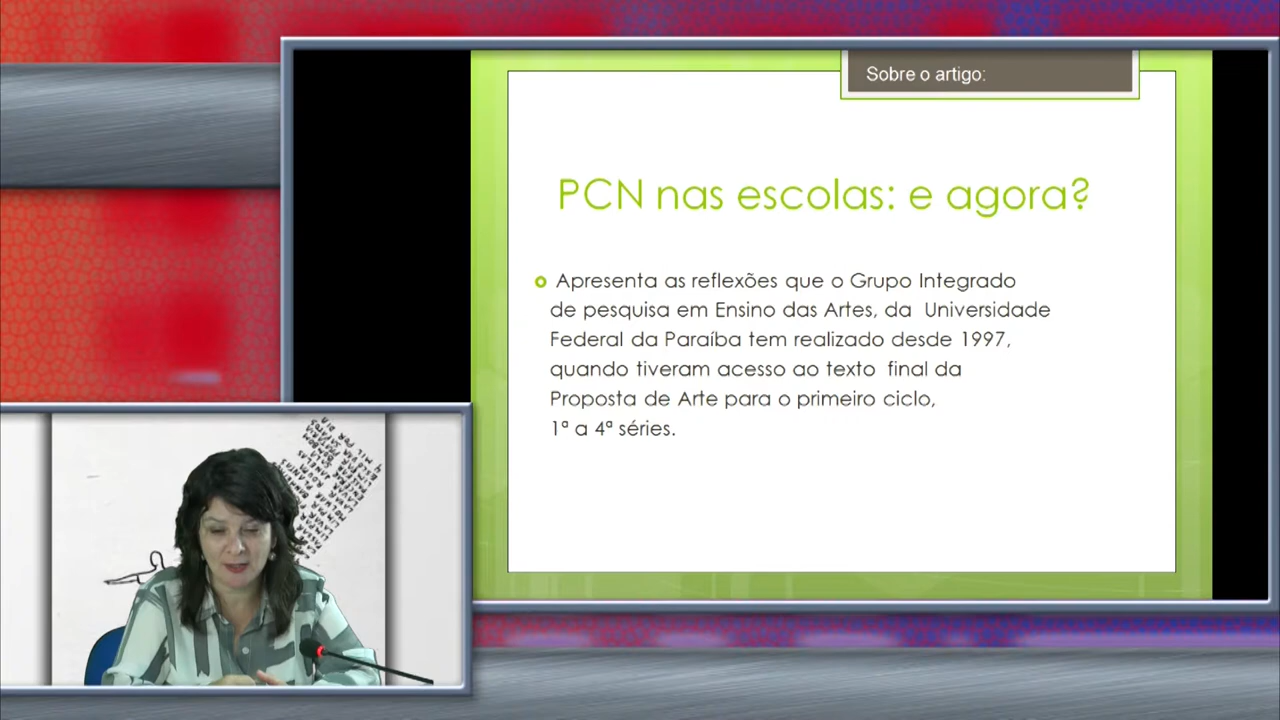 Sobre o artigo:
PCN nas escolas: e agora?
Apresenta as reflexões que o Grupo Integrado
de pesquisa em Ensino das Artes, da Universidade
Federal da Paraíba tem realizado desde 1997,
quando tiveram acesso ao texto final da
Proposta de Arte para o primeiro ciclo,
1ª a 4ª séries.